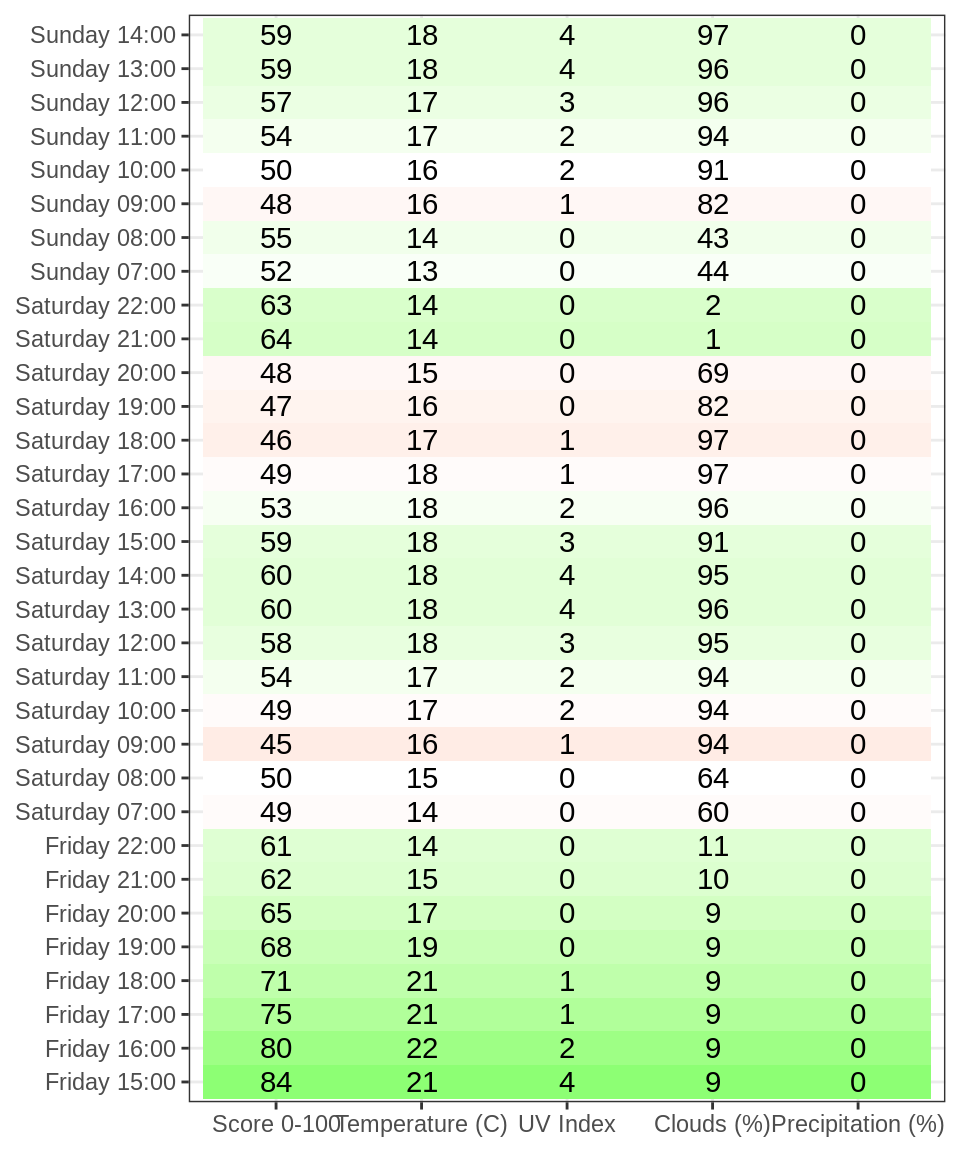 Sunday 14:00 59 18 4 97 0
Sunday 13:00 59 18 4 96 0
Sunday 12:00 57 17 3 96 0
Sunday 11:00 54 17 2 94 0
Sunday 10:00 50 16 2 91 0
Sunday 09:00 48 16 1 82 0
Sunday 08:00 55 14 0 43 0
Sunday 07:00 52 13 0 44 0
Saturday 22:00 63 14 0 2 0
Saturday 21:00 64 14 0 1 0
Saturday 20:00 48 15 0 69 0
Saturday 19:00 47 16 0 82 0
Saturday 18:00 46 17 1 97 0
Saturday 17:00 49 18 1 97 0
Saturday 16:00 53 18 2 96 0
Saturday 15:00 59 18 3 91 0
Saturday 14:00 60 18 4 95 0
Saturday 13:00 60 18 4 96 0
Saturday 12:00 58 18 3 95 0
Saturday 11:00 54 17 2 94 0
Saturday 10:00 49 17 2 94 0
Saturday 09:00 45 16 1 94 0
Saturday 08:00 50 15 0 64 0
Saturday 07:00 49 14 0 60 0
Friday 22:00 61 14 0 11 0
Friday 21:00 62 15 0 10 0
Friday 20:00 65 17 0 9 0
Friday 19:00 68 19 0 9 0
Friday 18:00 71 21 1 9 0
Friday 17:00 75 21 1 9 0
Friday 16:00 80 22 2 9 0
Friday 15:00 84 21 4 9 0
Score 0-100 Temperature (C) UV Index Clouds (%) Precipitation (%)